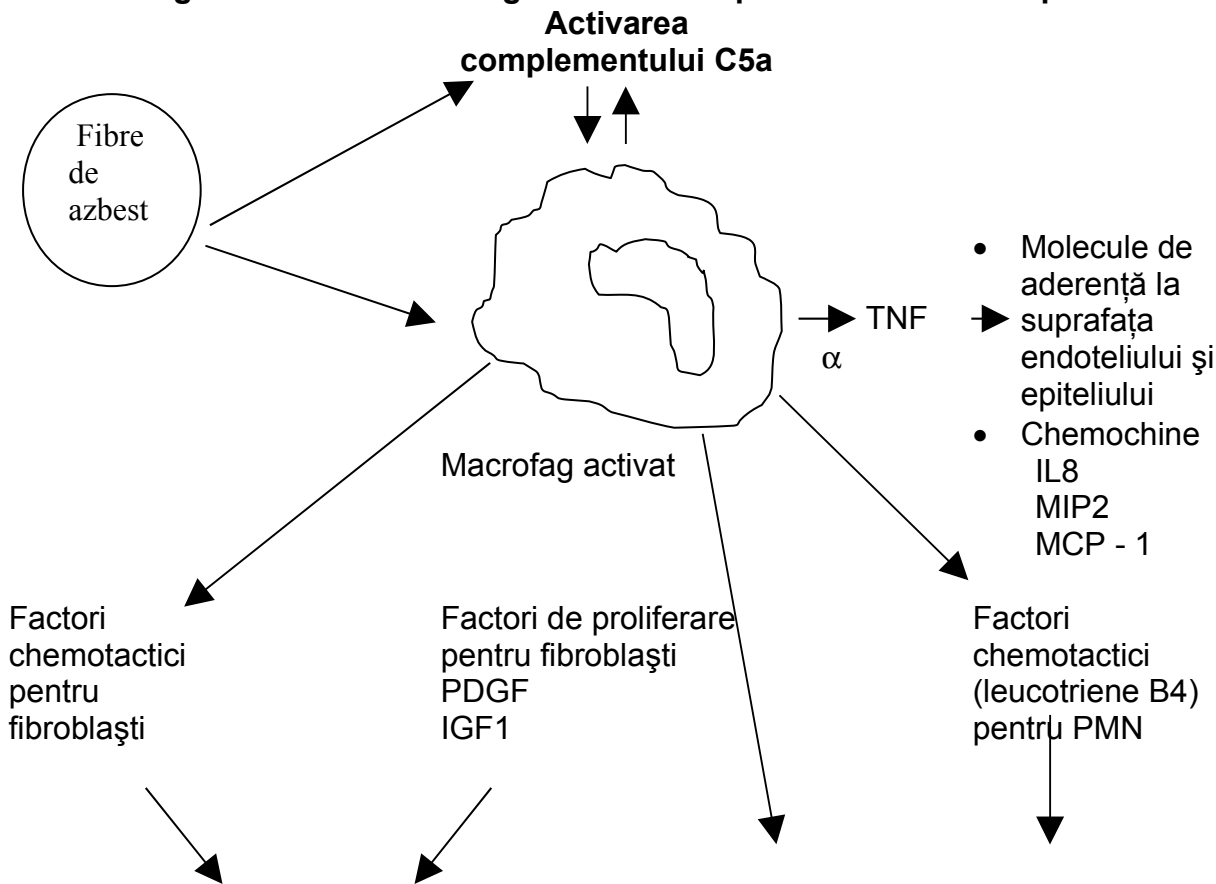 Activarea
complementului C5a
Fibre
de
azbest
TNF
α
• Molecule de
aderență la
suprafața
endoteliului şi
epiteliului
• Chemochine
IL8
MIP2
MCP - 1
Macrofag activat
Factori
chemotactici
pentru
fibroblaşti
Factori de proliferare
pentru fibroblaşti
PDGF
IGF1
Factori
chemotactici
(leucotriene B4)
pentru PMN